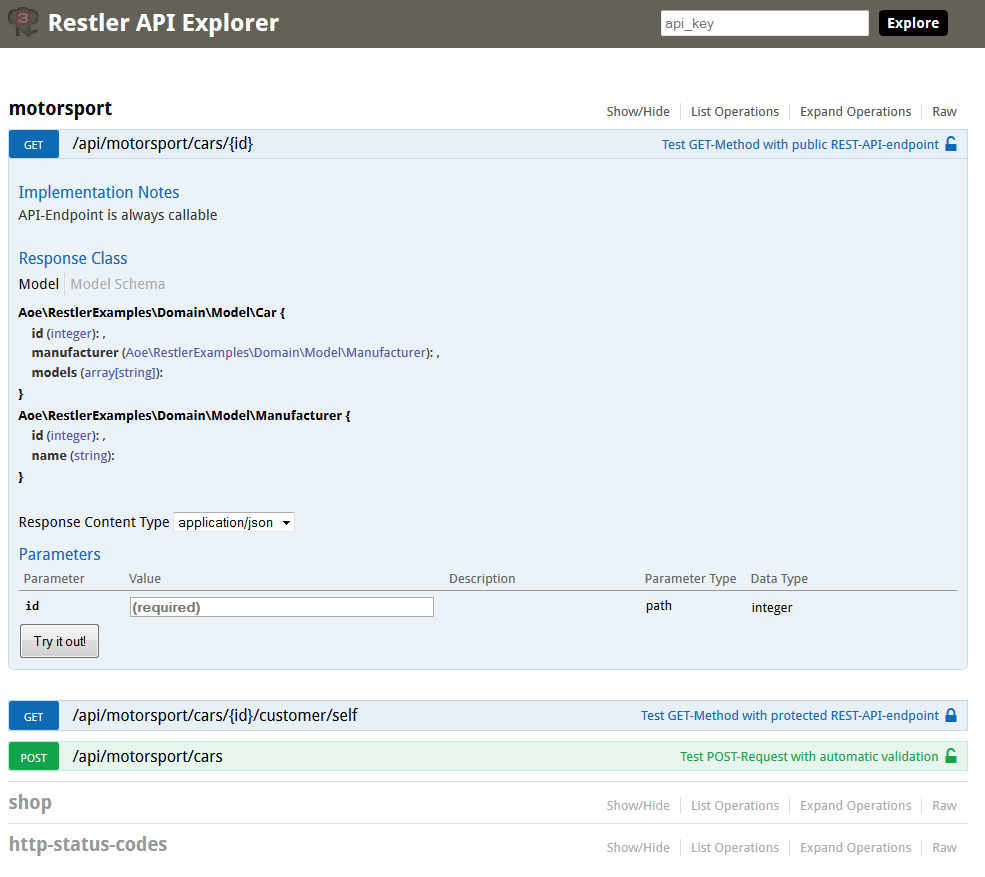 3 Restler API Explorer api_key Explore
motorsport Show/Hide List Operations Expand Operations Raw
GET /api/motorsport/cars/{id} Test GET-Method with public REST-API-endpoint
Implementation Notes
API-Endpoint is always callable
Response Class
Model Model Schema
Aoe\RestlerExamples\Domain\Model\Car {
id (integer): ,
manufacturer (Aoe\RestlerExamples\Domain\Model\Manufacturer): ,
models (array[string]):
}
Aoe\RestlerExamples\Domain\Model\Manufacturer {
id (integer): ,
name (string):
}
Response Content Type application/json
Parameters
Parameter Value Description Parameter Type Data Type
id (required) path integer
Try it out!
GET /api/motorsport/cars/{id}/customer/self Test GET-Method with protected REST-API-endpoint
POST /api/motorsport/cars Test POST-Request with automatic validation
shop Show/Hide List Operations Expand Operations Raw
http-status-codes Show/Hide List Operations Expand Operations Raw